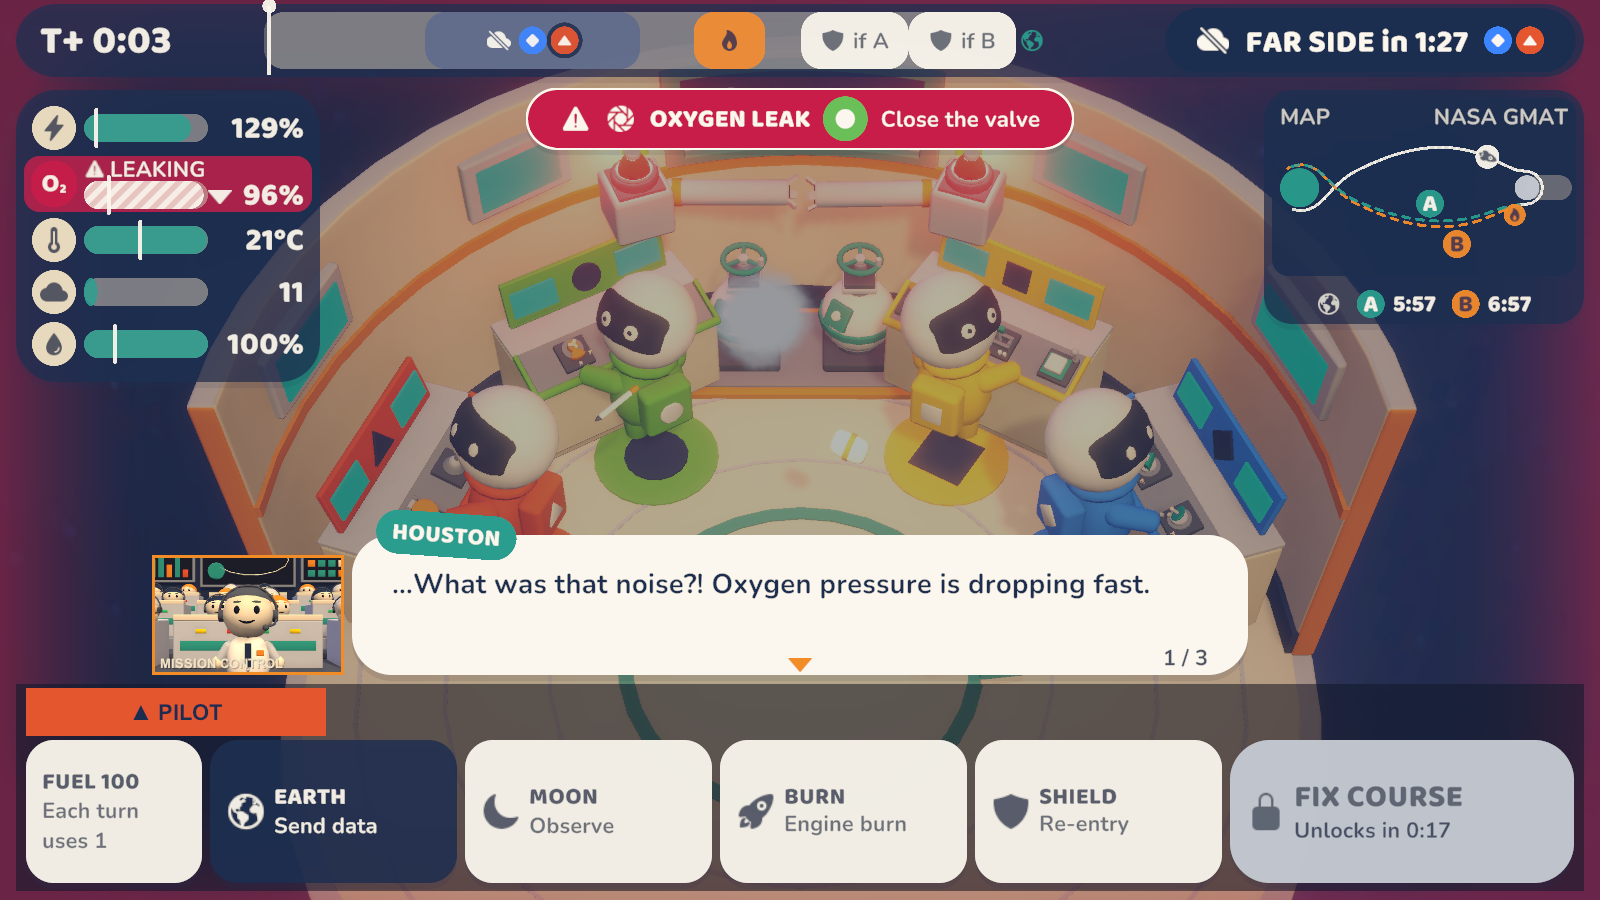 T+ 0:03
if A
if B
FAR SIDE in 1:27
129%
O₂
LEAKING
96%
21°C
11
100%
OXYGEN LEAK
Close the valve
MAP
NASA GMAT
A
B
A 5:57
B 6:57
HOUSTON
...What was that noise?! Oxygen pressure is dropping fast.
1 / 3
MISSION CONTROL
▲ PILOT
FUEL 100
Each turn
uses 1
EARTH
Send data
MOON
Observe
BURN
Engine burn
SHIELD
Re-entry
FIX COURSE
Unlocks in 0:17